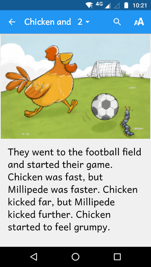 4G 10:21
Chicken and 2
AA
They went to the football field
and started their game.
Chicken was fast, but
Millipede was faster. Chicken
kicked far, but Millipede
kicked further. Chicken
started to feel grumpy.